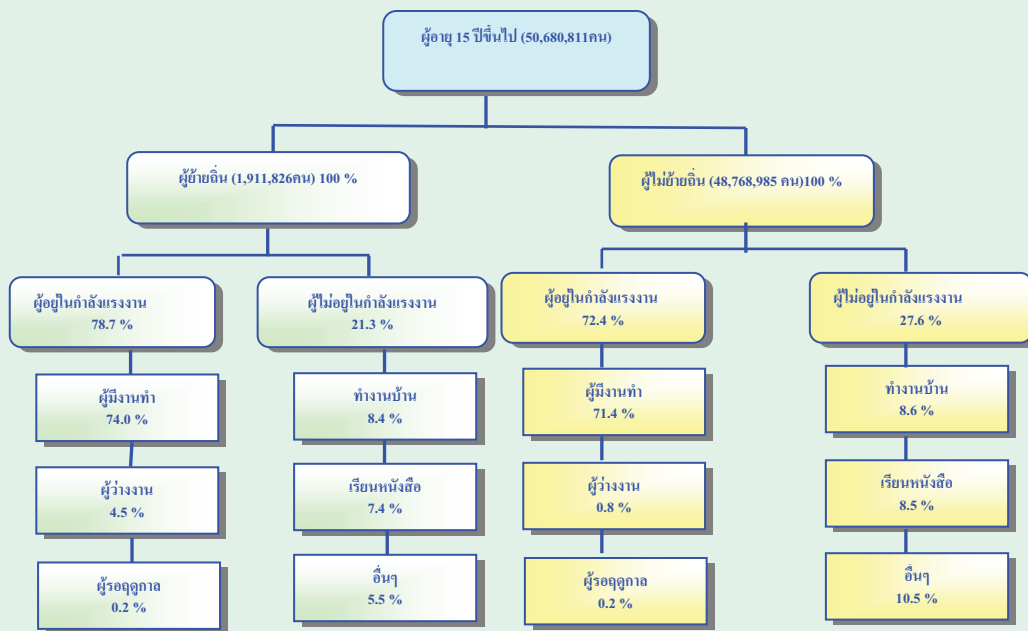 ผู้อายุ 15 ปีขึ้นไป (50,680,811คน)
ผู้ย้ายถิ่น (1,911,826คน) 100 %
ผู้ไม่ย้ายถิ่น (48,768,985 คน)100 %
ผู้อยู่ในกำลังแรงงาน
78.7 %
ผู้ไม่อยู่ในกำลังแรงงาน
21.3 %
ผู้อยู่ในกำลังแรงงาน
72.4 %
ผู้ไม่อยู่ในกำลังแรงงาน
27.6 %
ผู้มีงานทำ
74.0 %
ทำงานบ้าน
8.4 %
ผู้มีงานทำ
71.4 %
ทำงานบ้าน
8.6 %
ผู้ว่างงาน
4.5 %
เรียนหนังสือ
7.4 %
ผู้ว่างงาน
0.8 %
เรียนหนังสือ
8.5 %
ผู้รอฤดูกาล
0.2 %
อื่นๆ
5.5 %
ผู้รอฤดูกาล
0.2 %
อื่นๆ
10.5 %